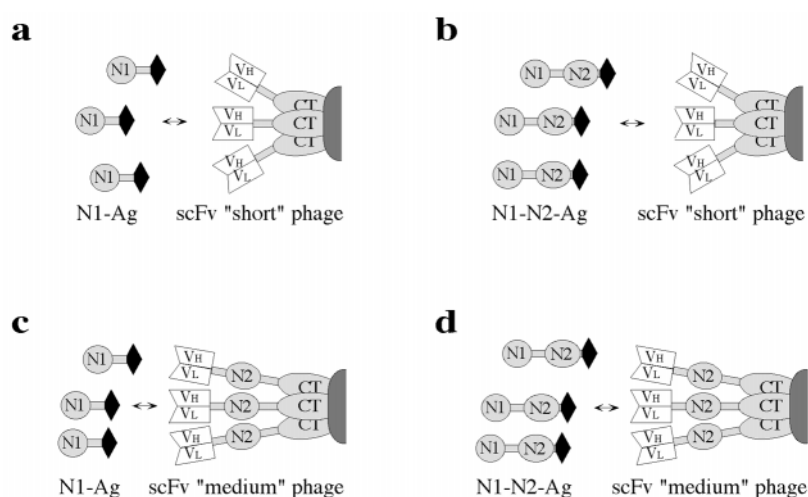 a
N1
VH
VL
CT
N1
VH
VL
CT
N1
VH
VL
CT
N1-Ag scFv "short" phage
b
N1 N2
VH
VL
CT
N1 N2
VH
VL
CT
N1 N2
VH
VL
CT
N1-N2-Ag scFv "short" phage
c
N1
VH
VL
N2 CT
N1
VH
VL
N2 CT
N1
VH
VL
N2 CT
N1-Ag scFv "medium" phage
d
N1 N2
VH
VL
N2 CT
N1 N2
VH
VL
N2 CT
N1 N2
VH
VL
N2 CT
N1-N2-Ag scFv "medium" phage